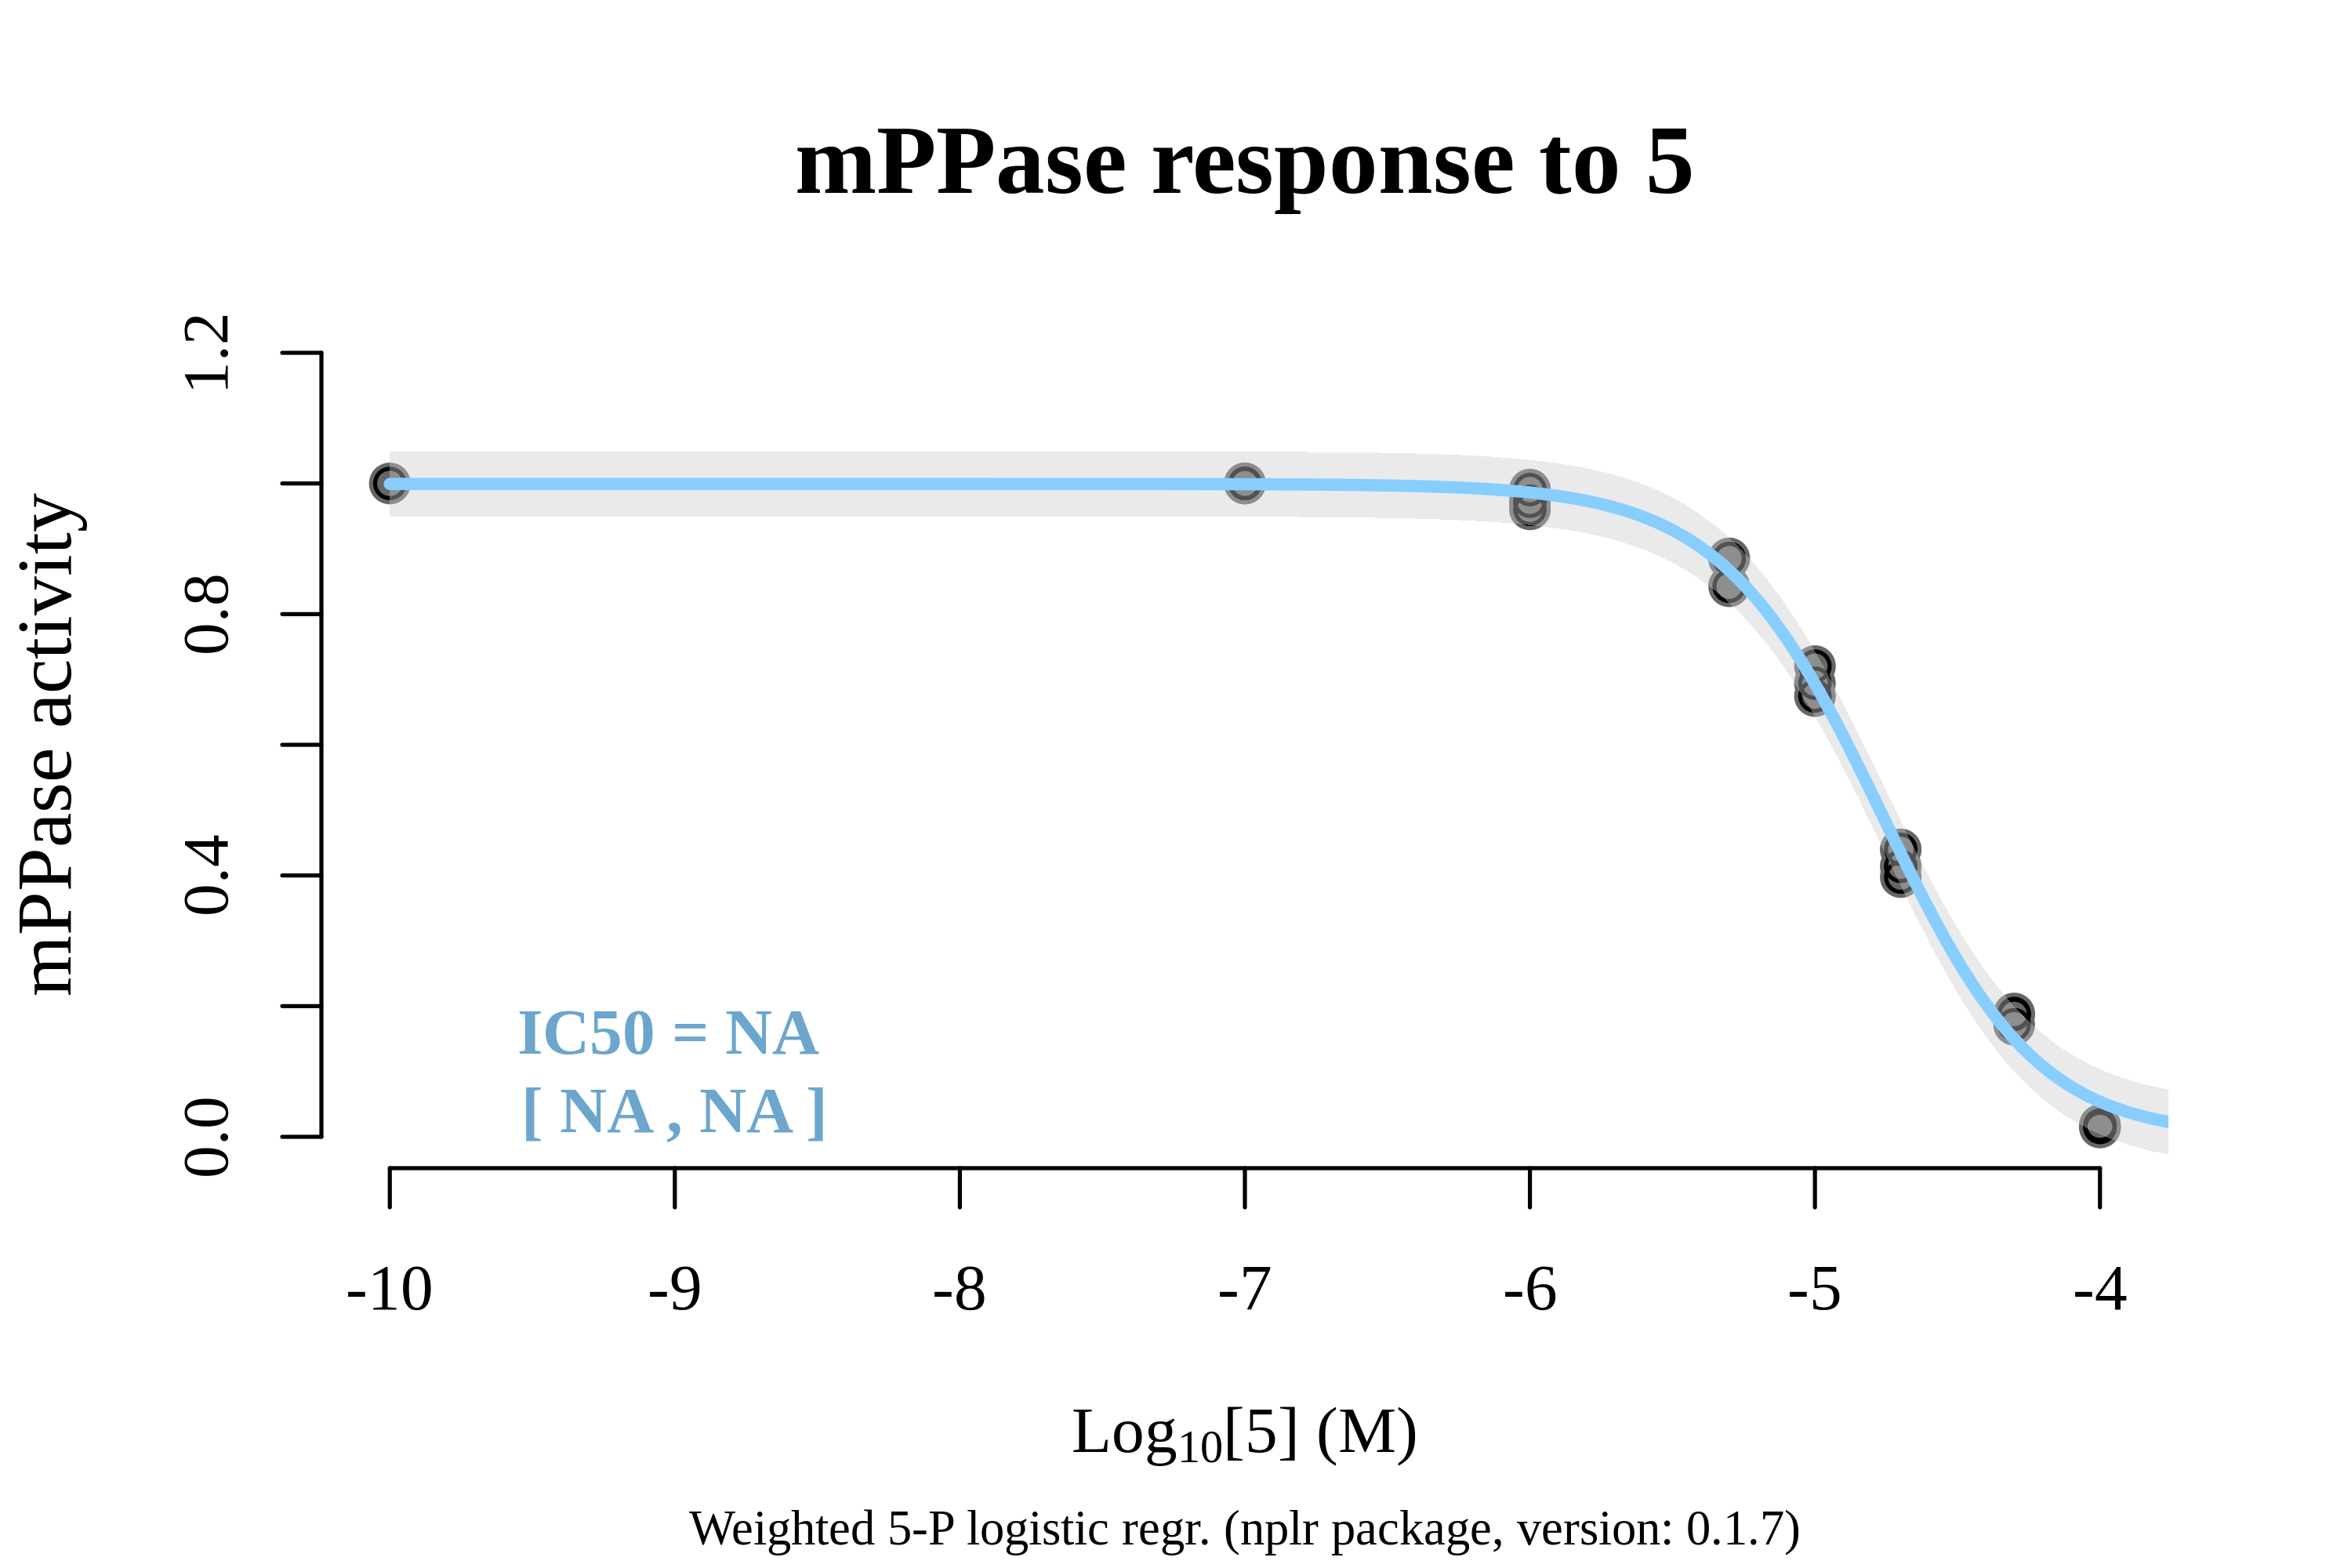 mPPase response to 5
mPPase activity
1.2
0.8
0.4
0.0
IC50 = NA
[ NA , NA ]
-10 -9 -8 -7 -6 -5 -4
Log10[5] (M)
Weighted 5-P logistic regr. (nplr package, version: 0.1.7)